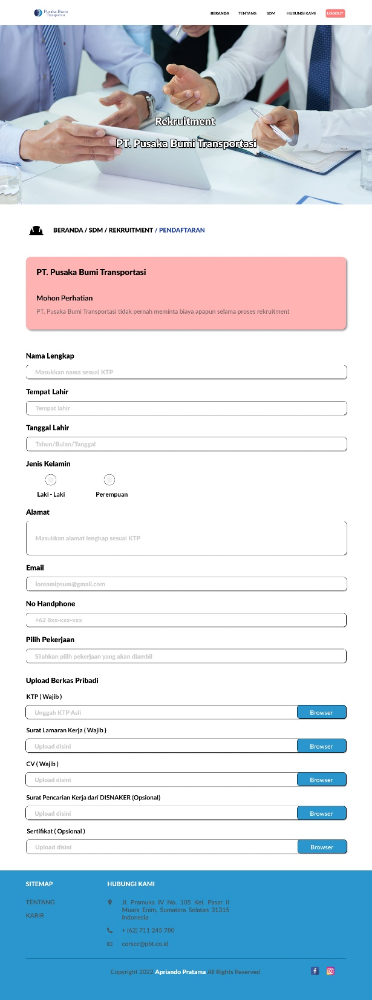 Pusaka Bumi
Transportasi
BERANDA
TENTANG
SDM
HUBUNGI KAMI
LOGOUT
Rekruitment
PT. Pusaka Bumi Transportasi
BERANDA / SDM / REKRUITMENT / PENDAFTARAN
PT. Pusaka Bumi Transportasi
Mohon Perhatian
PT. Pusaka Bumi Transportasi tidak pernah meminta biaya apapun selama proses rekruitment
Nama Lengkap
Masukkan nama sesuai KTP
Tempat Lahir
Tempat lahir
Tanggal Lahir
Tahun/Bulan/Tanggal
Jenis Kelamin
Laki - Laki
Perempuan
Alamat
Masukkan alamat lengkap sesuai KTP
Email
loreamipsum@gmail.com
No Handphone
+62 8xx-xxx-xxx
Pilih Pekerjaan
Silahkan pilih pekerjaan yang akan diambil
Upload Berkas Pribadi
KTP ( Wajib )
Unggah KTP Asli
Browser
Surat Lamaran Kerja ( Wajib )
Upload disini
Browser
CV ( Wajib )
Upload disini
Browser
Surat Pencarian Kerja dari DISNAKER (Opsional)
Upload disini
Browser
Sertifikat ( Opsional )
Upload disini
Browser
SITEMAP
TENTANG
KARIR
HUBUNGI KAMI
Jl. Pramuka IV No. 105 Kel. Pasar II
Muara Enim, Sumatera Selatan 31315
Indonesia
+ (62) 711 245 780
corsec@pbt.co.id
Copyright 2022 Apriando Pratama All Rights Reserved